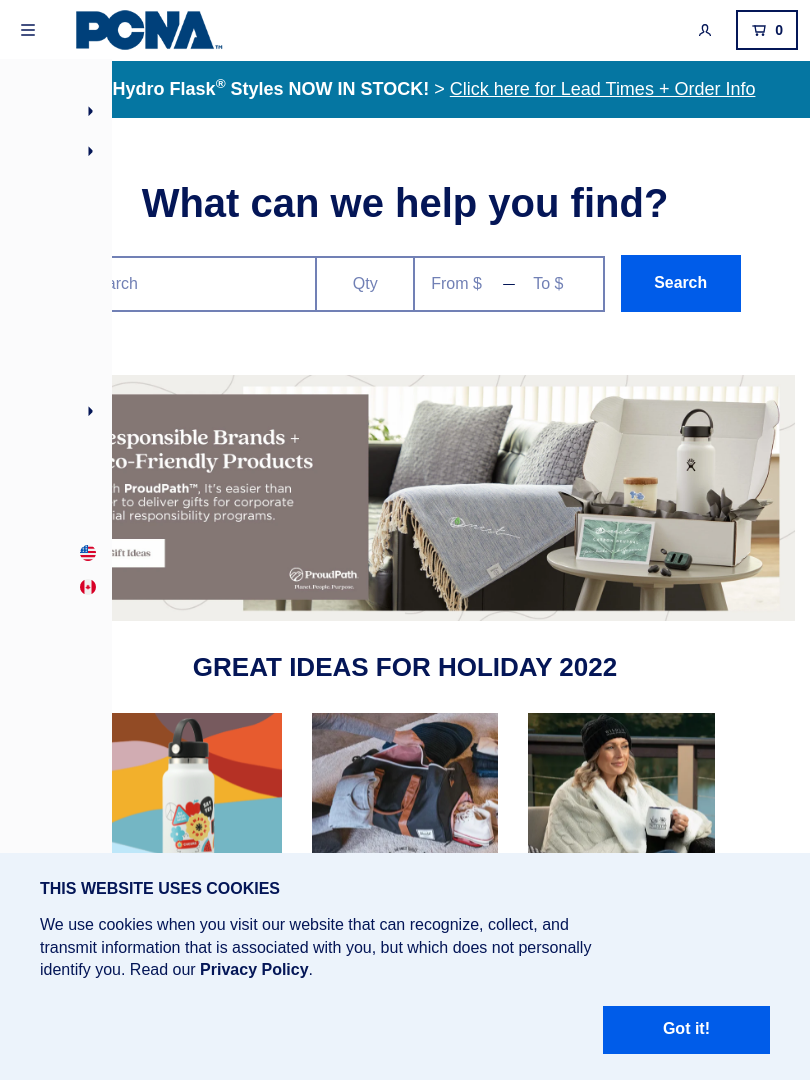 PCNA™
0
Hydro Flask® Styles NOW IN STOCK! > Click here for Lead Times + Order Info
What can we help you find?
arch
Qty
From $
To $
Search
esponsible Brands +
co-Friendly Products
h ProudPath™, It's easier than
er to deliver gifts for corporate
ial responsibility programs.
Gift Ideas
ProudPath
Planet. People. Purpose.
GREAT IDEAS FOR HOLIDAY 2022
THIS WEBSITE USES COOKIES
We use cookies when you visit our website that can recognize, collect, and
transmit information that is associated with you, but which does not personally
identify you. Read our Privacy Policy.
Got it!